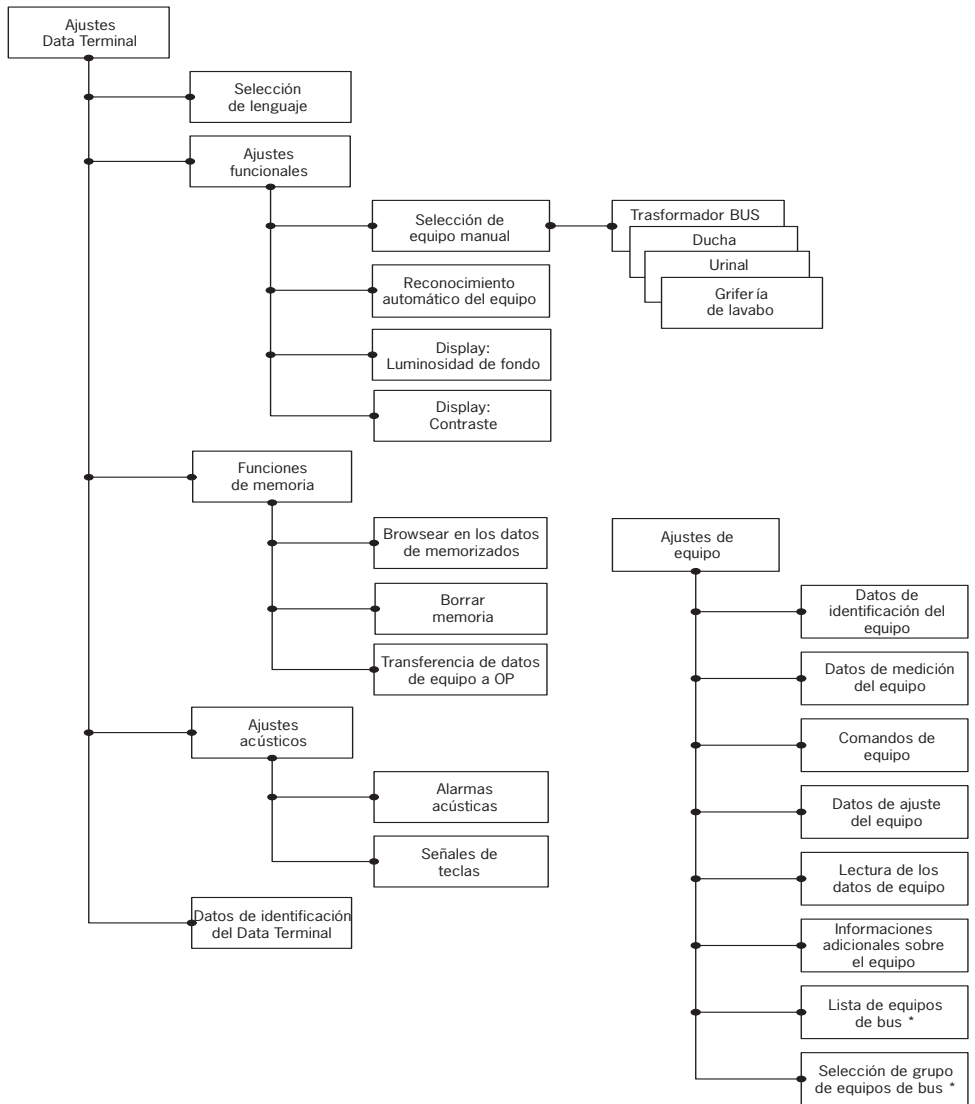 Ajustes
Data Terminal
Selección
de lenguaje
Ajustes
funcionales
Selección de
equipo manual
Trasformador BUS
Ducha
Urinal
Grifería
de lavabo
Reconocimiento
automático del equipo
Display:
Luminosidad de fondo
Display:
Contraste
Funciones
de memoria
Browsear en los datos
de memorizados
Borrar
memoria
Transferencia de datos
de equipo a OP
Ajustes
acústicos
Alarmas
acústicas
Señales de
teclas
Datos de identificación
del Data Terminal
Ajustes de
equipo
Datos de
identificación del
equipo
Datos de medición
del equipo
Comandos de
equipo
Datos de ajuste
del equipo
Lectura de los
datos de equipo
Informaciones
adicionales sobre
el equipo
Lista de equipos
de bus *
Selección de grupo
de equipos de bus *